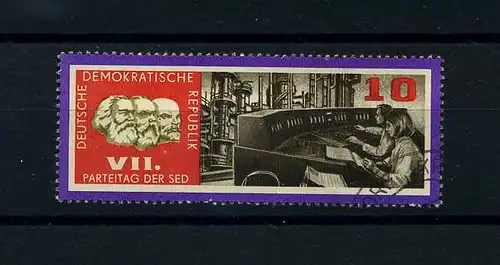 DEUTSCHE
DEMOKRATISCHE
REPUBLIK
VII.
PARTEITAG DER SED
10